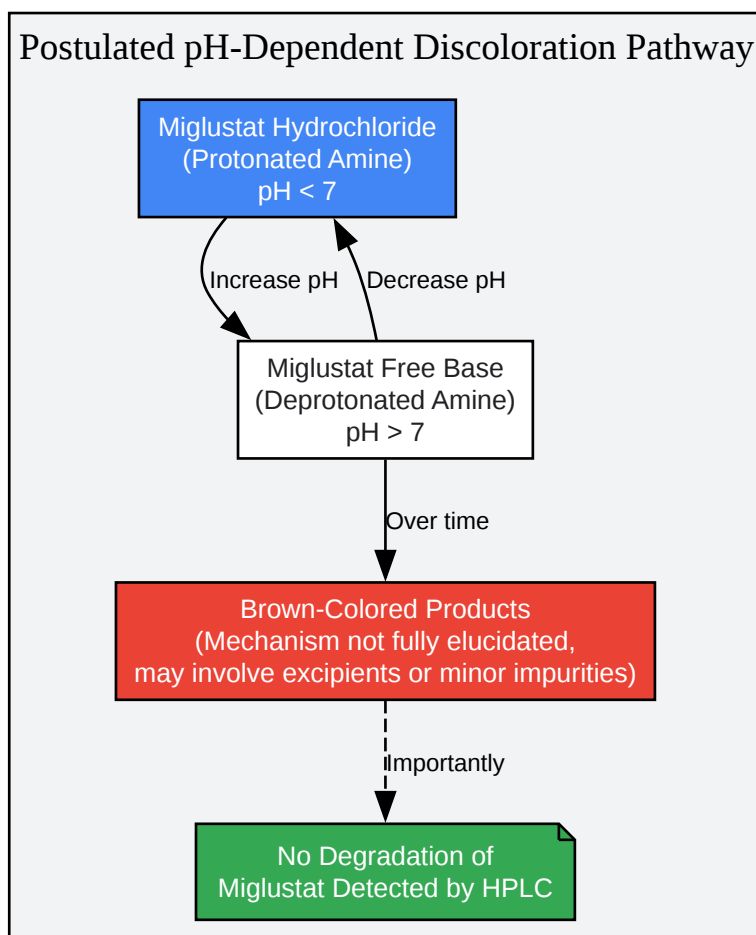 Postulated pH-Dependent Discoloration Pathway
Miglustat Hydrochloride
(Protonated Amine)
pH < 7
Increase pH
Decrease pH
Miglustat Free Base
(Deprotonated Amine)
pH > 7
Over time
Brown-Colored Products
(Mechanism not fully elucidated,
may involve excipients or minor impurities)
Importantly
No Degradation of
Miglustat Detected by HPLC